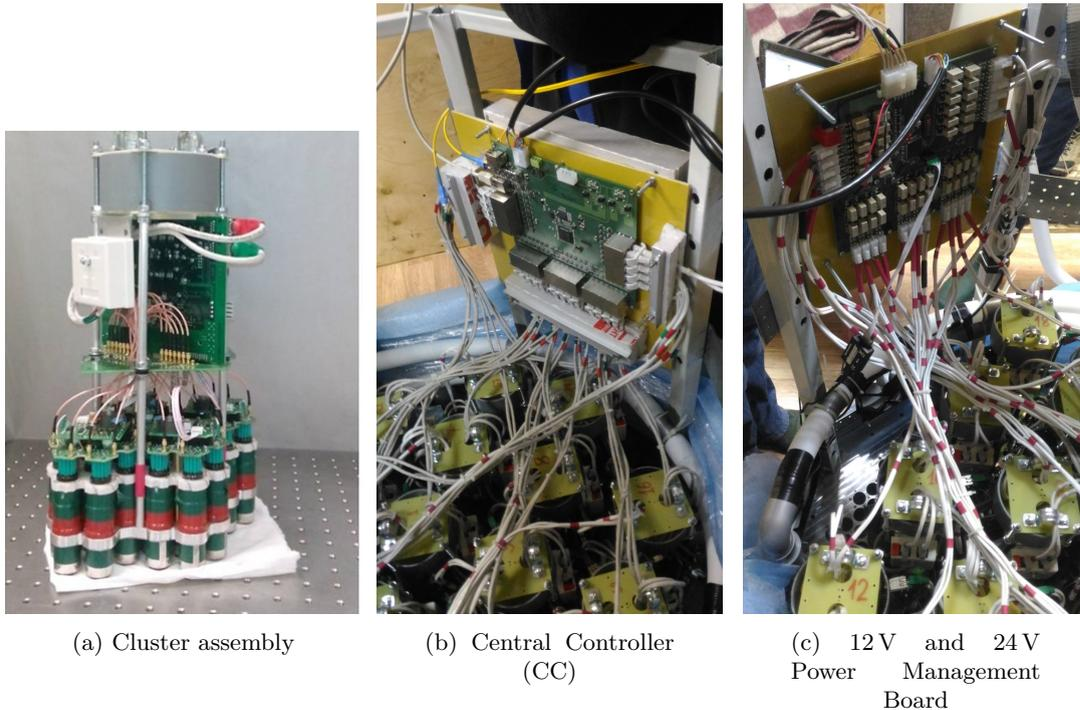 (a) Cluster assembly
(b) Central Controller
(CC)
(c) 12 V and 24 V
Power Management
Board
12